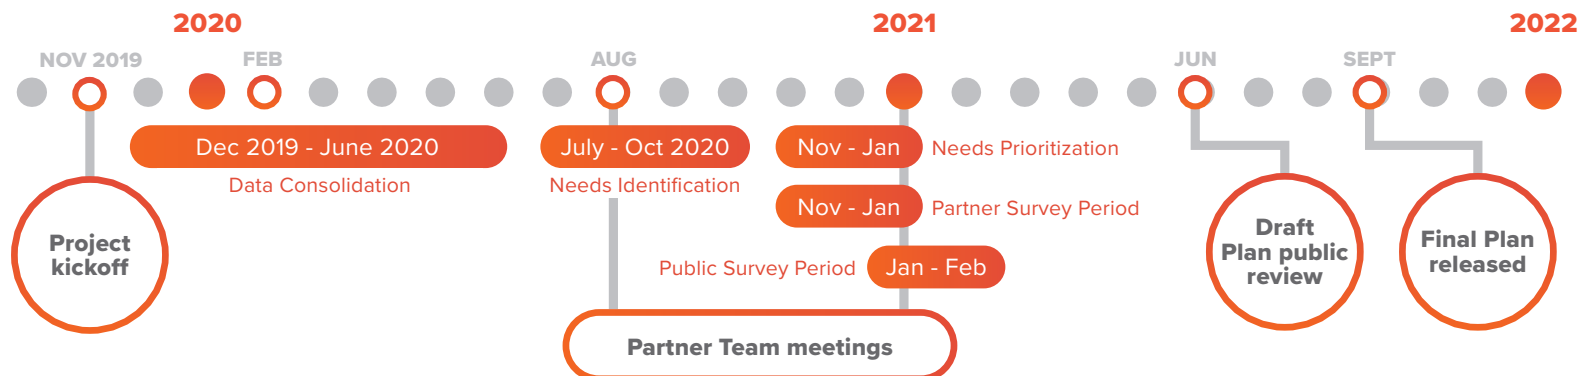 2020
2021
2022
NOV 2019
FEB
AUG
JUN
SEPT
Dec 2019 - June 2020
Data Consolidation
July - Oct 2020
Needs Identification
Nov - Jan
Needs Prioritization
Nov - Jan
Partner Survey Period
Public Survey Period
Jan - Feb
Project
kickoff
Draft
Plan public
review
Final Plan
released
Partner Team meetings